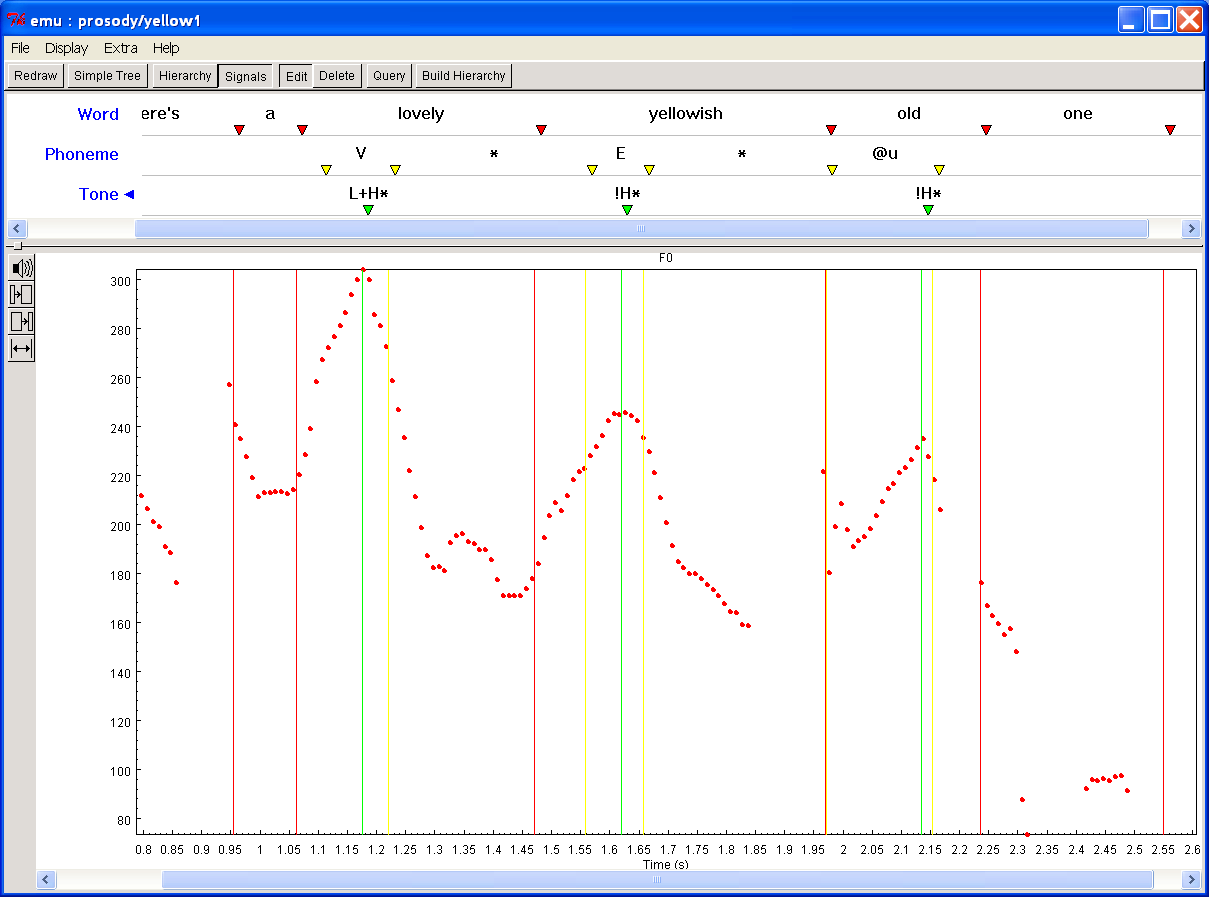 emu : prosody/yellow1
File Display Extra Help
Redraw Simple Tree Hierarchy Signals Edit Delete Query Build Hierarchy
Word ere's a lovely yellowish old one
Phoneme V * E * @u
Tone L+H* !H* !H*
F0
300
280
260
240
220
200
180
160
140
120
100
80
0.8 0.85 0.9 0.95 1 1.05 1.1 1.15 1.2 1.25 1.3 1.35 1.4 1.45 1.5 1.55 1.6 1.65 1.7 1.75 1.8 1.85 1.9 1.95 2 2.05 2.1 2.15 2.2 2.25 2.3 2.35 2.4 2.45 2.5 2.55 2.6
Time (s)